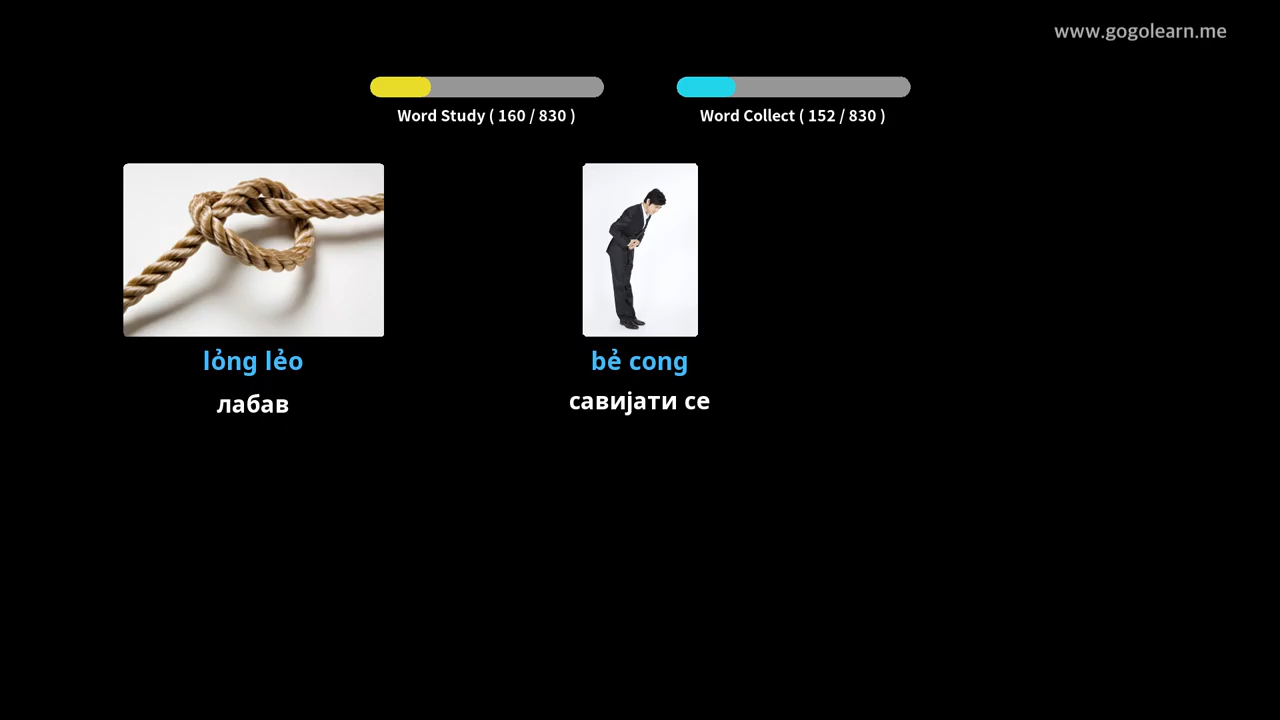 www.gogolearn.me
Word Study ( 160 / 830 )
Word Collect ( 152 / 830 )
lỏng lẻo
лабав
bẻ cong
савијати се